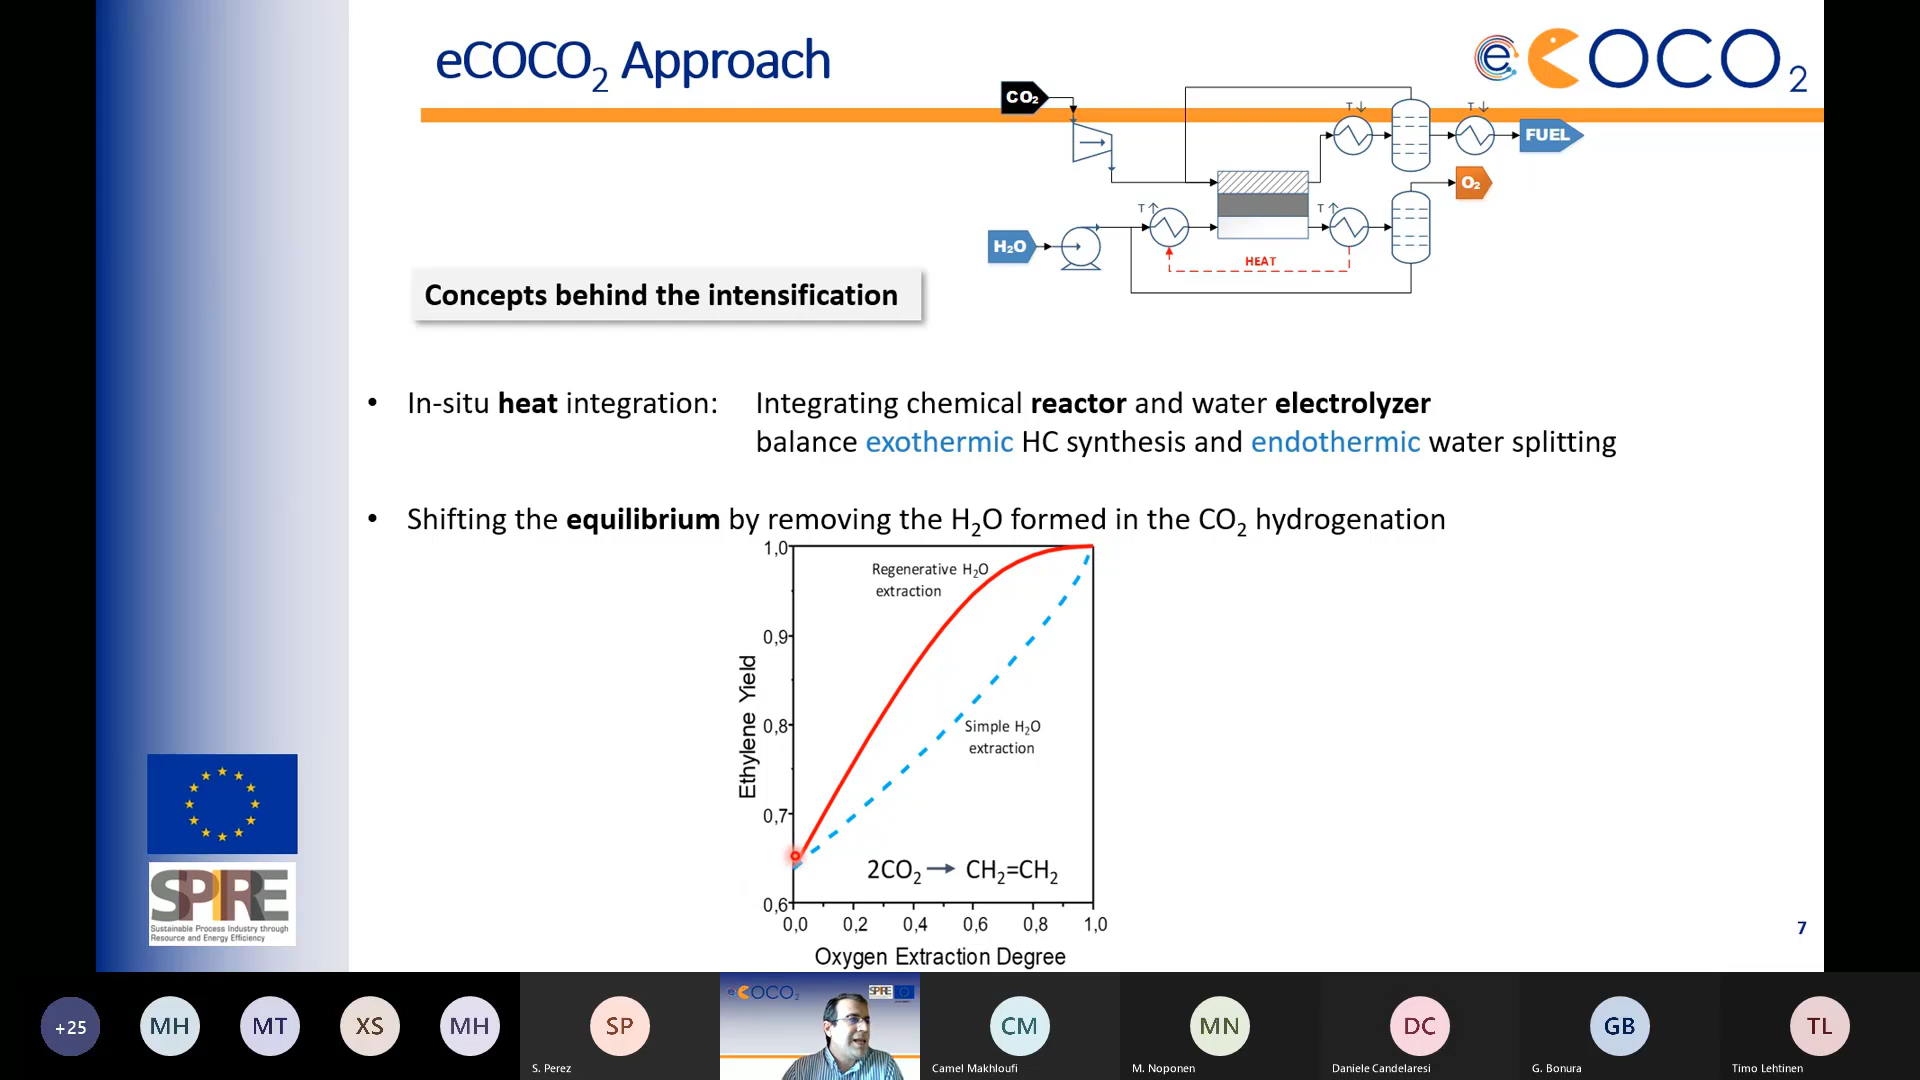 eCOCO2 Approach
e COCO2
CO2
T↓
T↓
FUEL
O2
T↑
T↑
H2O
HEAT
Concepts behind the intensification
• In-situ heat integration: Integrating chemical reactor and water electrolyzer
balance exothermic HC synthesis and endothermic water splitting
• Shifting the equilibrium by removing the H2O formed in the CO2 hydrogenation
1,0
Regenerative H2O
extraction
0,9
Ethylene Yield
0,8
Simple H2O
extraction
0,7
2CO2 → CH2=CH2
0,6
0,0 0,2 0,4 0,6 0,8 1,0
Oxygen Extraction Degree
SPIRE
Sustainable Process Industry through
Resource and Energy Efficiency
7
+25
MH
MT
XS
MH
SP
S. Perez
eCOCO2
SPIRE
CM
Camel Makhloufi
MN
M. Noponen
DC
Daniele Candelaresi
GB
G. Bonura
TL
Timo Lehtinen